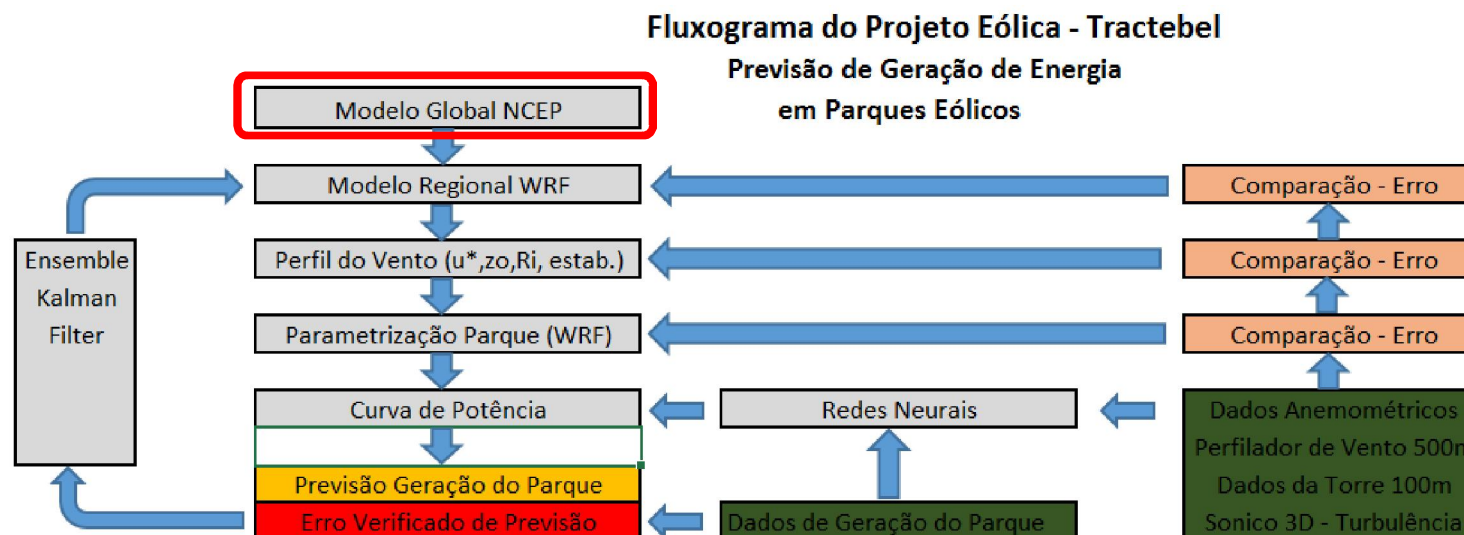 Fluxograma do Projeto Eólica - Tractebel
Previsão de Geração de Energia
em Parques Eólicos
Modelo Global NCEP
Modelo Regional WRF
Comparação - Erro
Ensemble
Kalman
Filter
Perfil do Vento (u*,zo,Ri, estab.)
Comparação - Erro
Parametrização Parque (WRF)
Comparação - Erro
Curva de Potência
Redes Neurais
Dados Anemométricos
Perfilador de Vento 500m
Dados da Torre 100m
Sonico 3D - Turbulência
Previsão Geração do Parque
Erro Verificado de Previsão
Dados de Geração do Parque